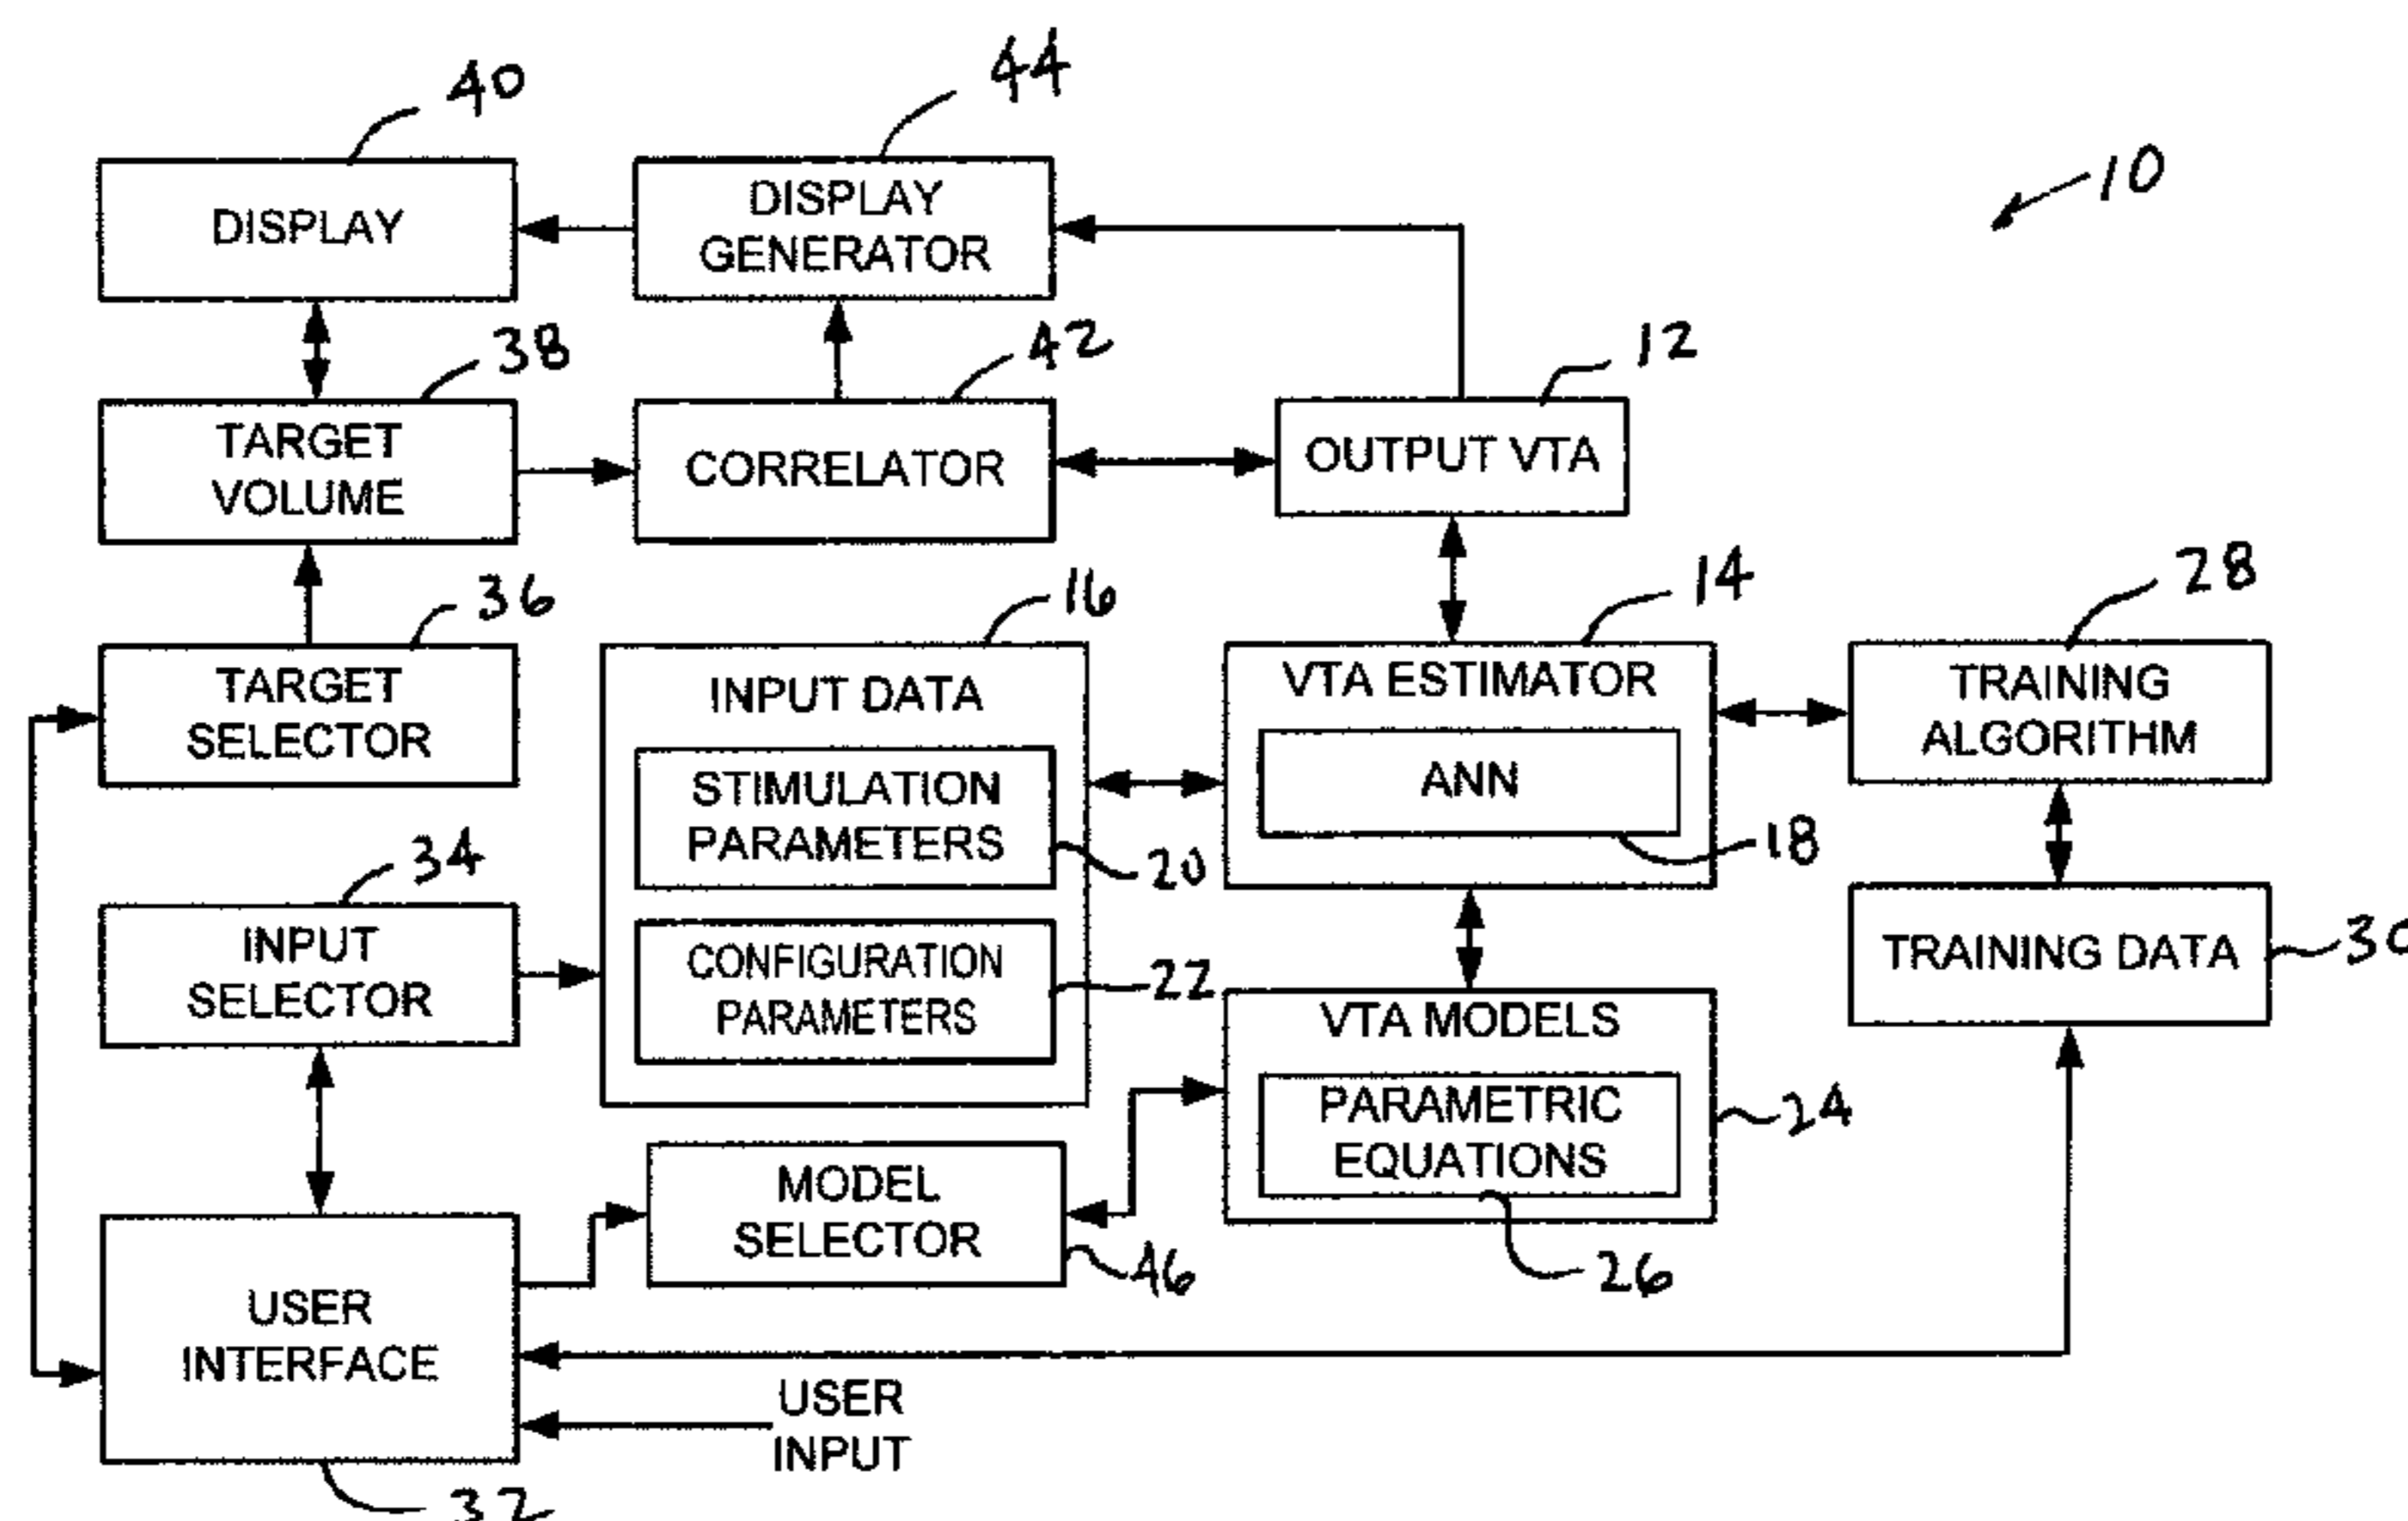 40
44
10
DISPLAY
DISPLAY
GENERATOR
38
42
12
TARGET
VOLUME
CORRELATOR
OUTPUT VTA
36
16
14
28
TARGET
SELECTOR
INPUT DATA
VTA ESTIMATOR
TRAINING
ALGORITHM
STIMULATION
PARAMETERS
20
ANN
18
34
INPUT
SELECTOR
CONFIGURATION
PARAMETERS
22
TRAINING DATA
30
VTA MODELS
PARAMETRIC
EQUATIONS
24
26
MODEL
SELECTOR
46
USER
INTERFACE
USER
INPUT
32